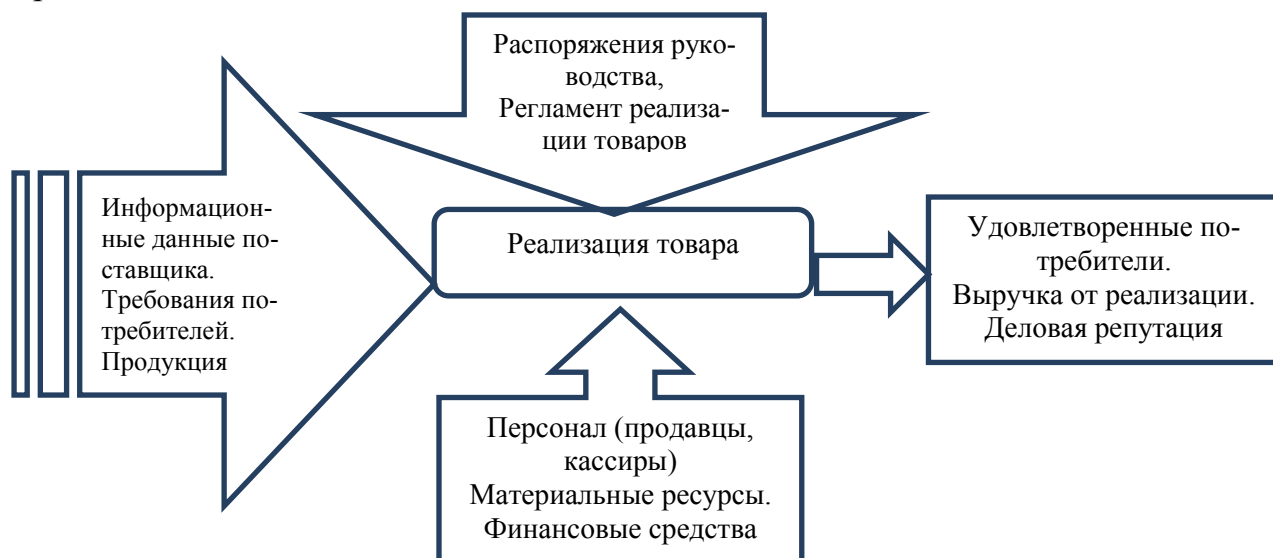 Распоряжения руко-
водства,
Регламент реализа-
ции товаров
Информацион-
ные данные по-
ставщика.
Требования по-
требителей.
Продукция
Реализация товара
Удовлетворенные по-
требители.
Выручка от реализации.
Деловая репутация
Персонал (продавцы,
кассиры)
Материальные ресурсы.
Финансовые средства